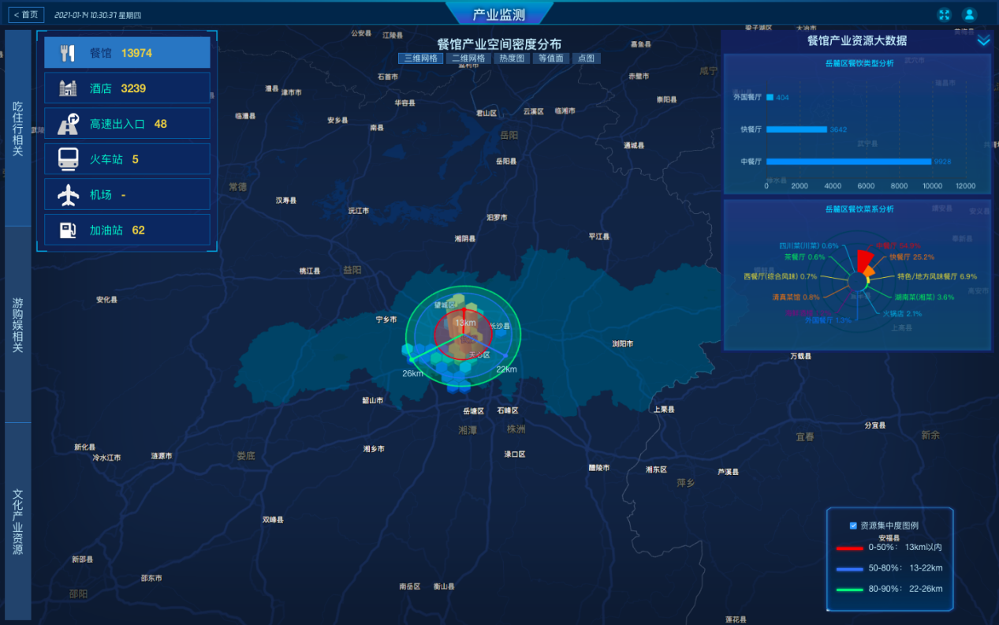 < 首页
2021-01-14 10:30:37 星期四
产业监测
吃住行相关
游购娱相关
文化产业资源
餐馆 13974
酒店 3239
高速出入口 48
火车站 5
机场 -
加油站 62
餐馆产业空间密度分布
三维网格 二维网格 热度图 等值面 点图
餐馆产业资源大数据
岳麓区餐饮类型分析
外国餐厅 404
快餐厅 3642
中餐厅 9928
0 2000 4000 6000 8000 10000 12000
岳麓区餐饮菜系分析
四川菜(川菜) 0.6%
茶餐厅 0.6%
西餐厅(综合风味) 0.7%
清真菜馆 0.8%
外国餐厅 1.3%
快餐厅 25.2%
特色/地方风味餐厅 6.9%
湖南菜(湘菜) 3.6%
火锅店 2.1%
公安县
江陵县
石首市
华容县
澧县
津市市
临澧县
安乡县
南县
君山区
云溪区
临湘市
岳阳
岳阳县
嘉鱼县
咸宁
赤壁市
崇阳县
通城县
常德
汉寿县
沅江市
汨罗市
湘阴县
平江县
桃江县
益阳
安化县
宁乡市
望城区
长沙县
天心区
浏阳市
13km
22km
26km
韶山市
岳塘区
石峰区
湘潭
株洲
湘乡市
渌口区
醴陵市
上栗县
湘东区
芦溪县
萍乡
宜春
分宜县
新余
万载县
上高县
新化县
冷水江市
涟源市
娄底
双峰县
新邵县
邵东市
邵阳
南岳区
衡山县
莲花县
安福县
武宁县
资源集中度图例
0-50%: 13km以内
50-80%: 13-22km
80-90%: 22-26km